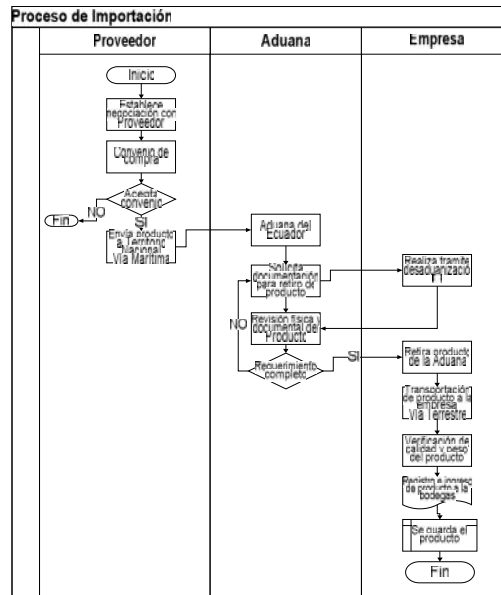 Proceso de Importación
Proveedor
Aduana
Empresa
Inicio
Establece
negociación con
Proveedor
Convenio de
compra
Acepta
convenio
NO
Fin
SI
Envía producto
a Territorio
Nacional
Vía Marítima
Aduana del
Ecuador
Solicita
documentación
para retiro de
producto
Realiza tramite
desaduanización
Revisión física y
documental del
Producto
NO
Requerimiento
completo
SI
Retira producto
de la Aduana
Transportación
de producto a la
empresa
Vía Terrestre
Verificación de
calidad y peso
del producto
Registro e ingreso
de producto a la
bodegas
Se guarda el
producto
Fin